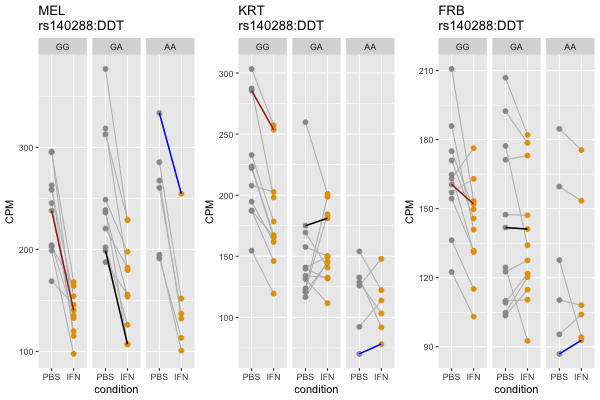 MEL
rs140288:DDT
GG GA AA
CPM
300
200
100
PBS IFN PBS IFN PBS IFN
condition
KRT
rs140288:DDT
GG GA AA
CPM
300
250
200
150
100
PBS IFN PBS IFN PBS IFN
condition
FRB
rs140288:DDT
GG GA AA
CPM
210
180
150
120
90
PBS IFN PBS IFN PBS IFN
condition